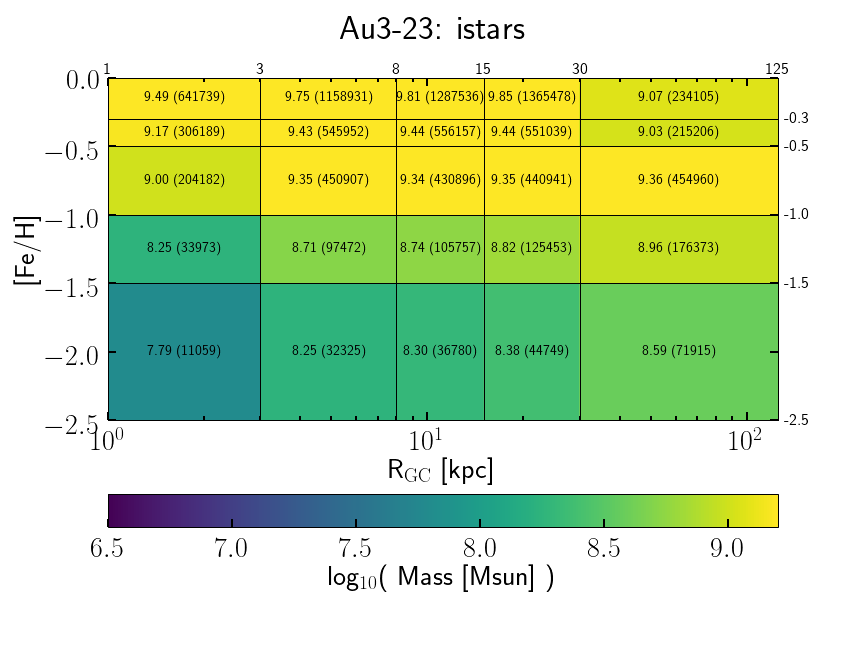 Au3-23: istars
1 3 8 15 30 125
0.0 9.49 (641739) 9.75 (1158931) 9.81 (1287536) 9.85 (1365478) 9.07 (234105)
-0.3
9.17 (306189) 9.43 (545952) 9.44 (556157) 9.44 (551039) 9.03 (215206)
−0.5 -0.5
9.00 (204182) 9.35 (450907) 9.34 (430896) 9.35 (440941) 9.36 (454960)
−1.0 -1.0
[Fe/H]
8.25 (33973) 8.71 (97472) 8.74 (105757) 8.82 (125453) 8.96 (176373)
−1.5 -1.5
−2.0 7.79 (11059) 8.25 (32325) 8.30 (36780) 8.38 (44749) 8.59 (71915)
−2.5 -2.5
10⁰ 10¹ 10²
R_GC [kpc]
6.5 7.0 7.5 8.0 8.5 9.0
log₁₀( Mass [Msun] )